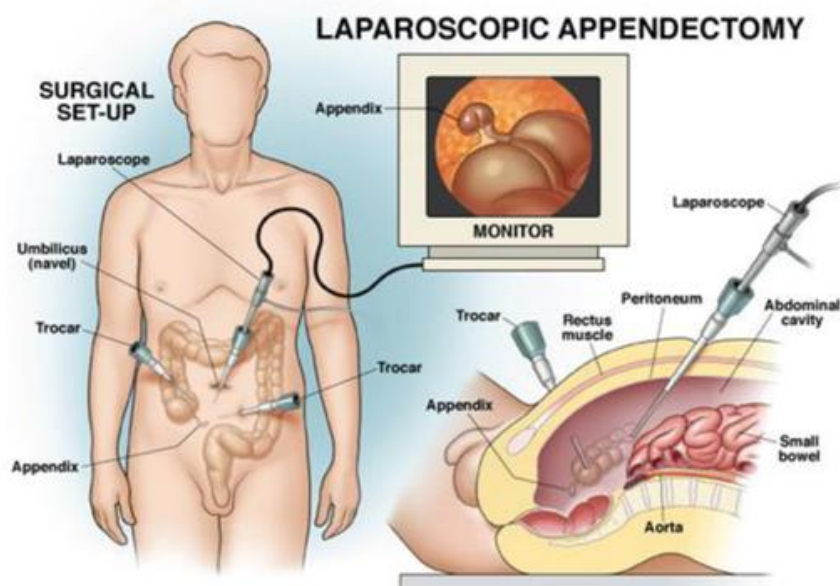 LAPAROSCOPIC APPENDECTOMY
SURGICAL
SET-UP
Laparoscope
Umbilicus
(navel)
Trocar
Appendix
Trocar
Appendix
MONITOR
Laparoscope
Trocar
Rectus
muscle
Peritoneum
Abdominal
cavity
Appendix
Small
bowel
Aorta